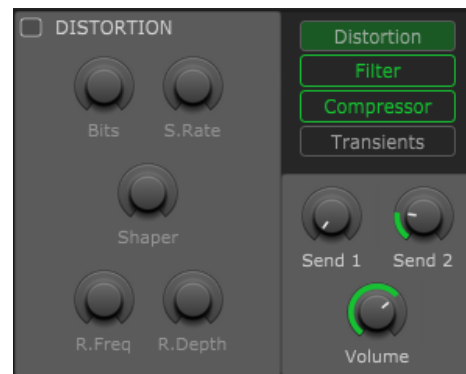 DISTORTION
Bits S.Rate
Shaper
R.Freq R.Depth
Distortion
Filter
Compressor
Transients
Send 1 Send 2
Volume